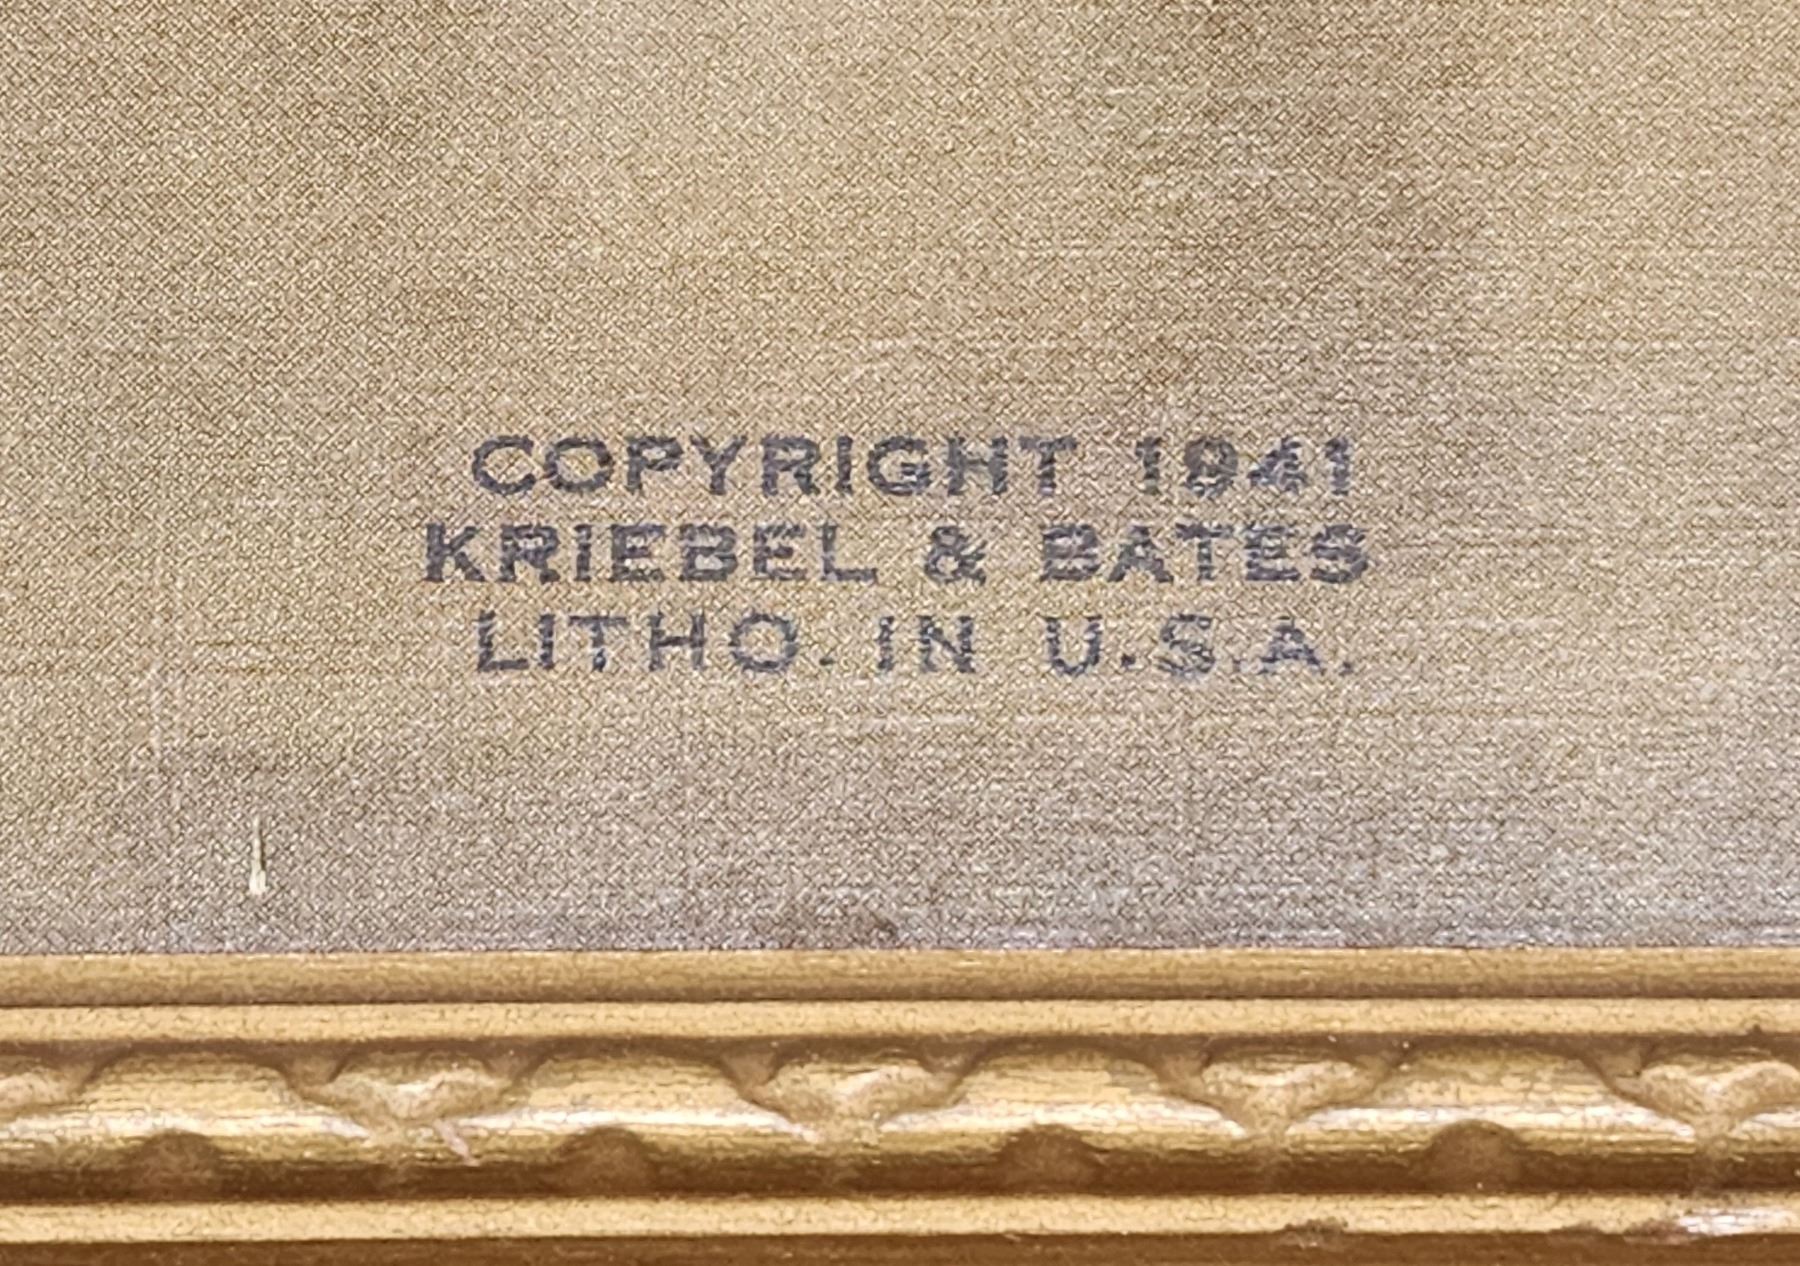 COPYRIGHT 1941
KRIEBEL & BATES
LITHO. IN U.S.A.